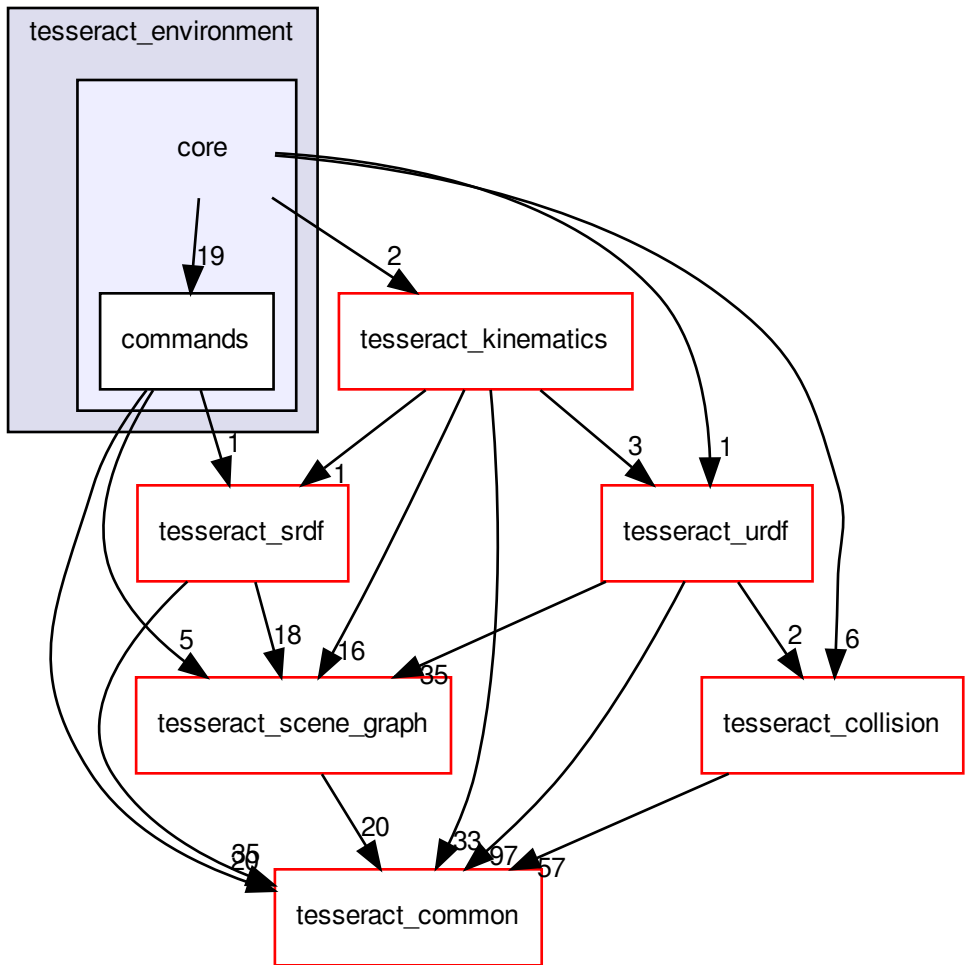 tesseract_environment
core
19
2
commands
tesseract_kinematics
1
1
3
1
tesseract_srdf
tesseract_urdf
5
18
16
35
2
6
tesseract_scene_graph
tesseract_collision
20
33
97
57
tesseract_common